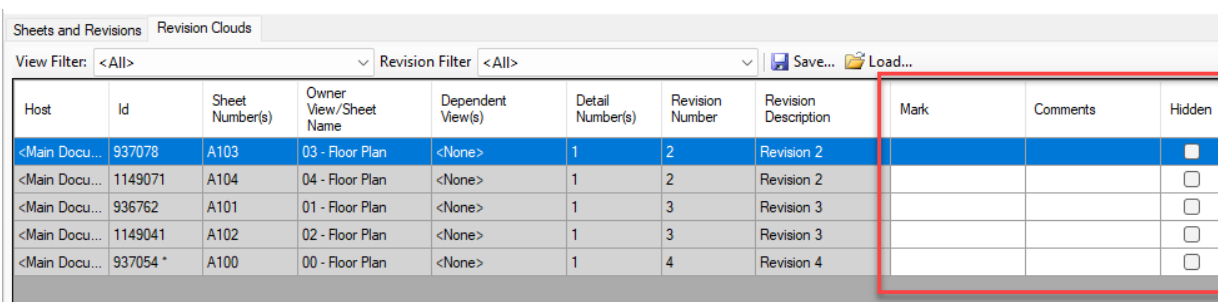 Sheets and Revisions Revision Clouds
View Filter: <All> Revision Filter <All> Save... Load...
Host Id Sheet Number(s) Owner View/Sheet Name Dependent View(s) Detail Number(s) Revision Number Revision Description Mark Comments Hidden
<Main Docu... 937078 A103 03 - Floor Plan <None> 1 2 Revision 2
<Main Docu... 1149071 A104 04 - Floor Plan <None> 1 2 Revision 2
<Main Docu... 936762 A101 01 - Floor Plan <None> 1 3 Revision 3
<Main Docu... 1149041 A102 02 - Floor Plan <None> 1 3 Revision 3
<Main Docu... 937054 * A100 00 - Floor Plan <None> 1 4 Revision 4